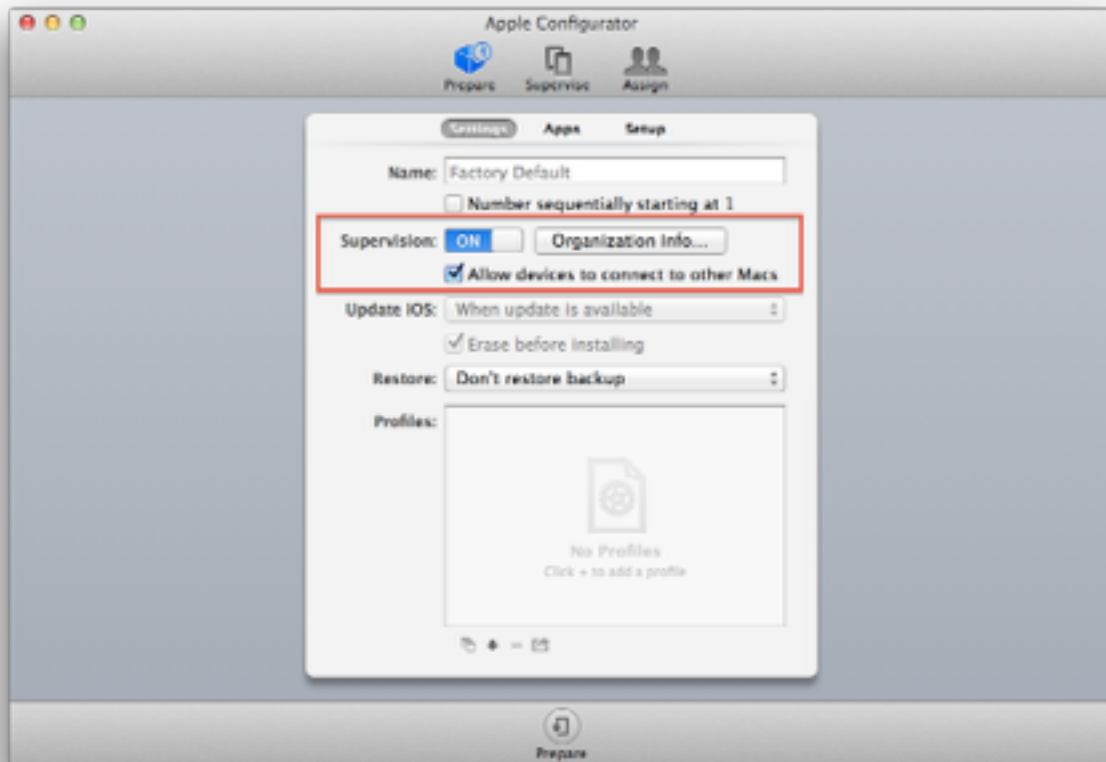 Apple Configurator
Prepare Supervise Assign
Settings Apps Setup
Name: Factory Default
Number sequentially starting at 1
Supervision: ON Organization Info...
Allow devices to connect to other Macs
Update iOS: When update is available
Erase before installing
Restore: Don't restore backup
Profiles:
No Profiles
Click + to add a profile
Prepare